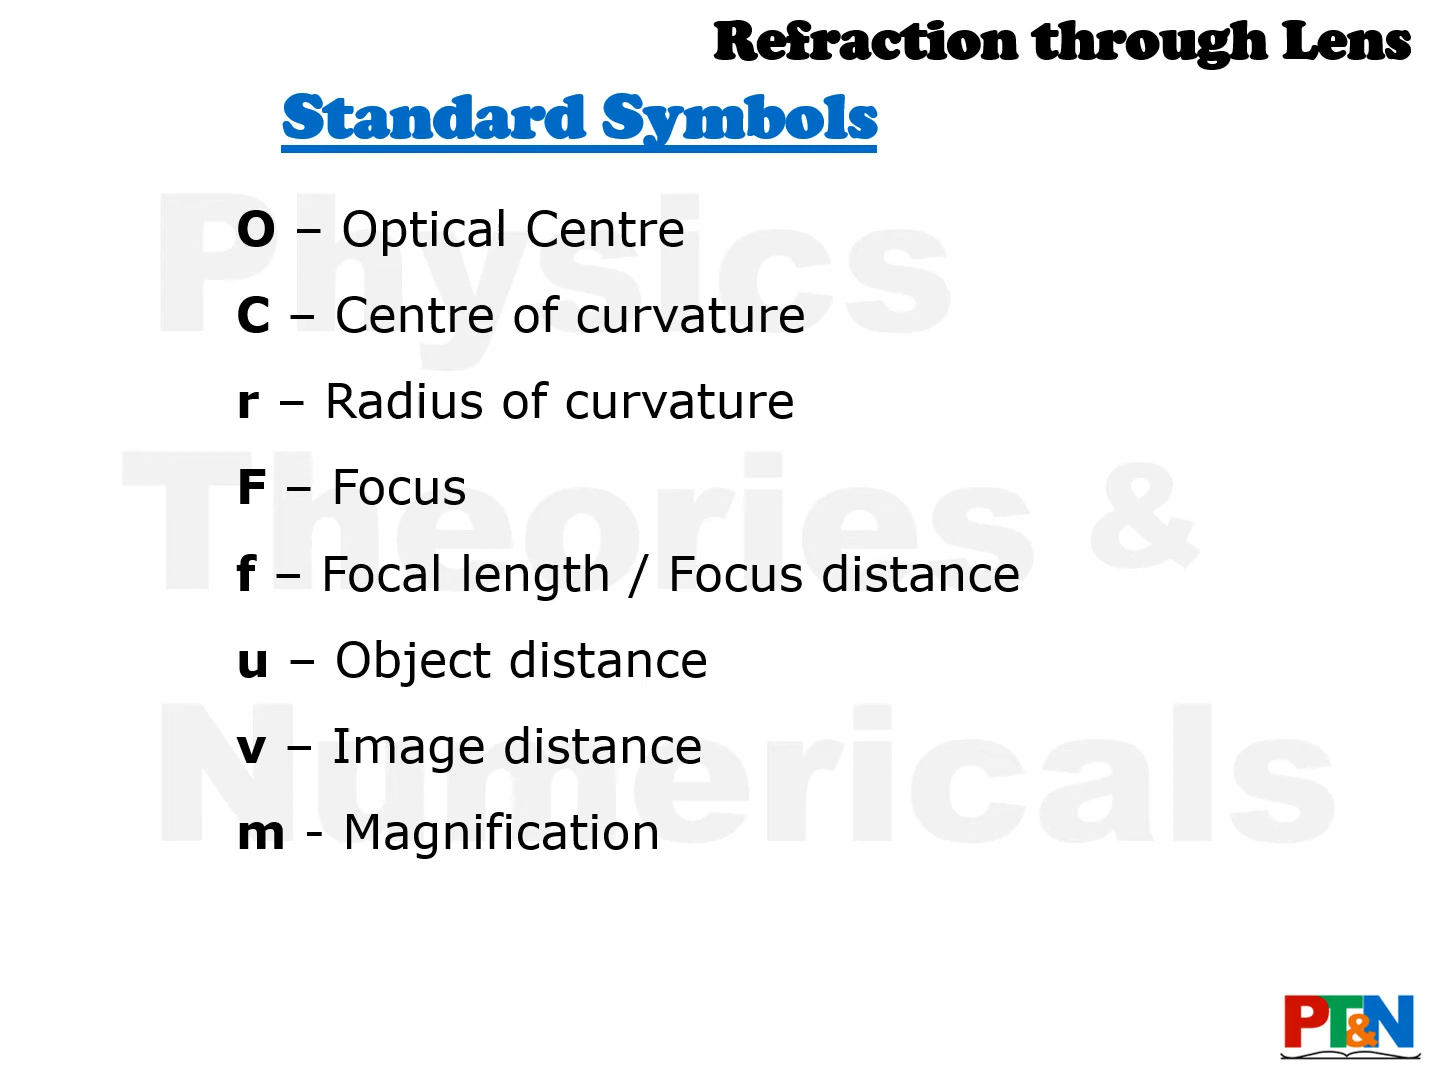 Refraction through Lens
Standard Symbols
O – Optical Centre
C – Centre of curvature
r – Radius of curvature
F – Focus
f – Focal length / Focus distance
u – Object distance
v – Image distance
m - Magnification
Physics
Theories &
Numericals
PT&N